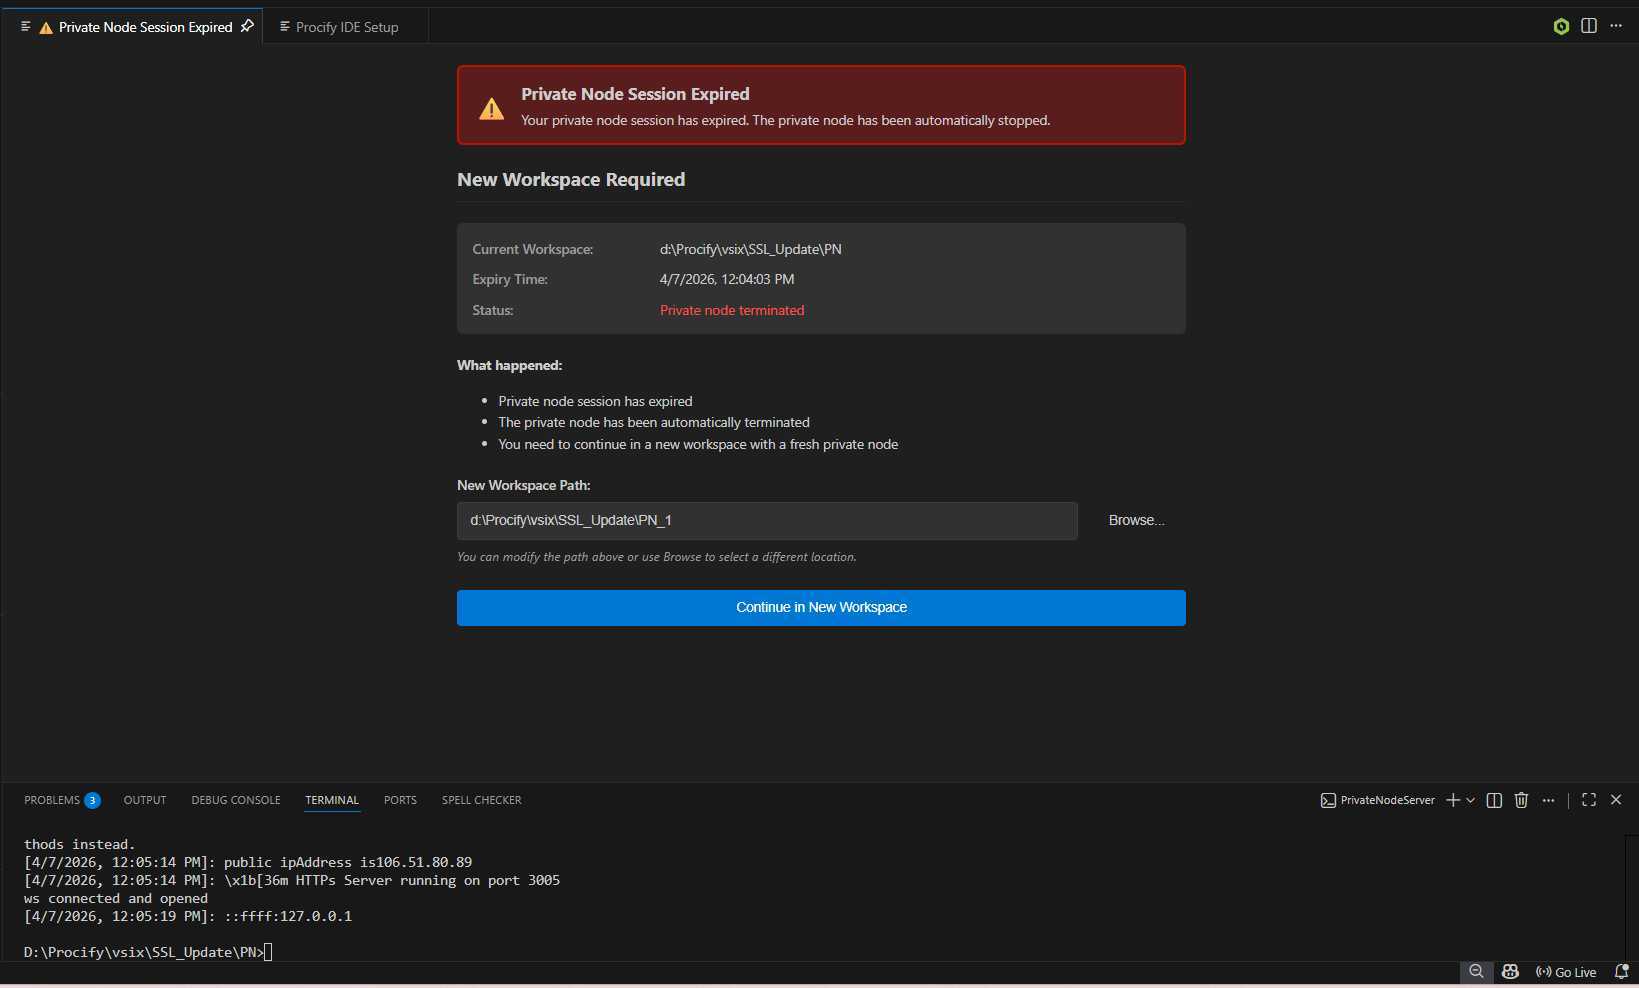 Private Node Session Expired
Procify IDE Setup
Private Node Session Expired
Your private node session has expired. The private node has been automatically stopped.
New Workspace Required
Current Workspace: d:\Procify\vsix\SSL_Update\PN
Expiry Time: 4/7/2026, 12:04:03 PM
Status: Private node terminated
What happened:
• Private node session has expired
• The private node has been automatically terminated
• You need to continue in a new workspace with a fresh private node
New Workspace Path:
d:\Procify\vsix\SSL_Update\PN_1 Browse...
You can modify the path above or use Browse to select a different location.
Continue in New Workspace
PROBLEMS 3 OUTPUT DEBUG CONSOLE TERMINAL PORTS SPELL CHECKER PrivateNodeServer
thods instead.
[4/7/2026, 12:05:14 PM]: public ipAddress is106.51.80.89
[4/7/2026, 12:05:14 PM]: \x1b[36m HTTPs Server running on port 3005
ws connected and opened
[4/7/2026, 12:05:19 PM]: ::ffff:127.0.0.1
D:\Procify\vsix\SSL_Update\PN>
Go Live